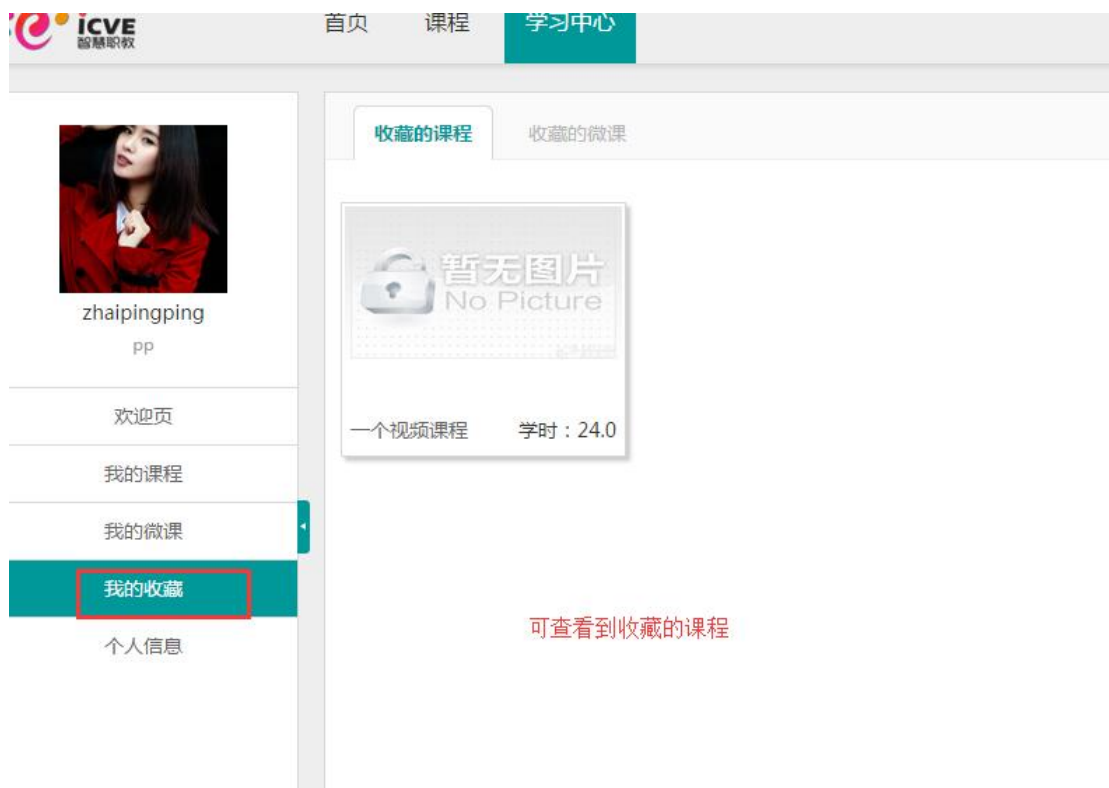 icve
智慧职教
首页 课程 学习中心
收藏的课程 收藏的微课
暂无图片
No Picture
zhaipingping
pp
一个视频课程 学时：24.0
欢迎页
我的课程
我的微课
我的收藏
个人信息
可查看到收藏的课程